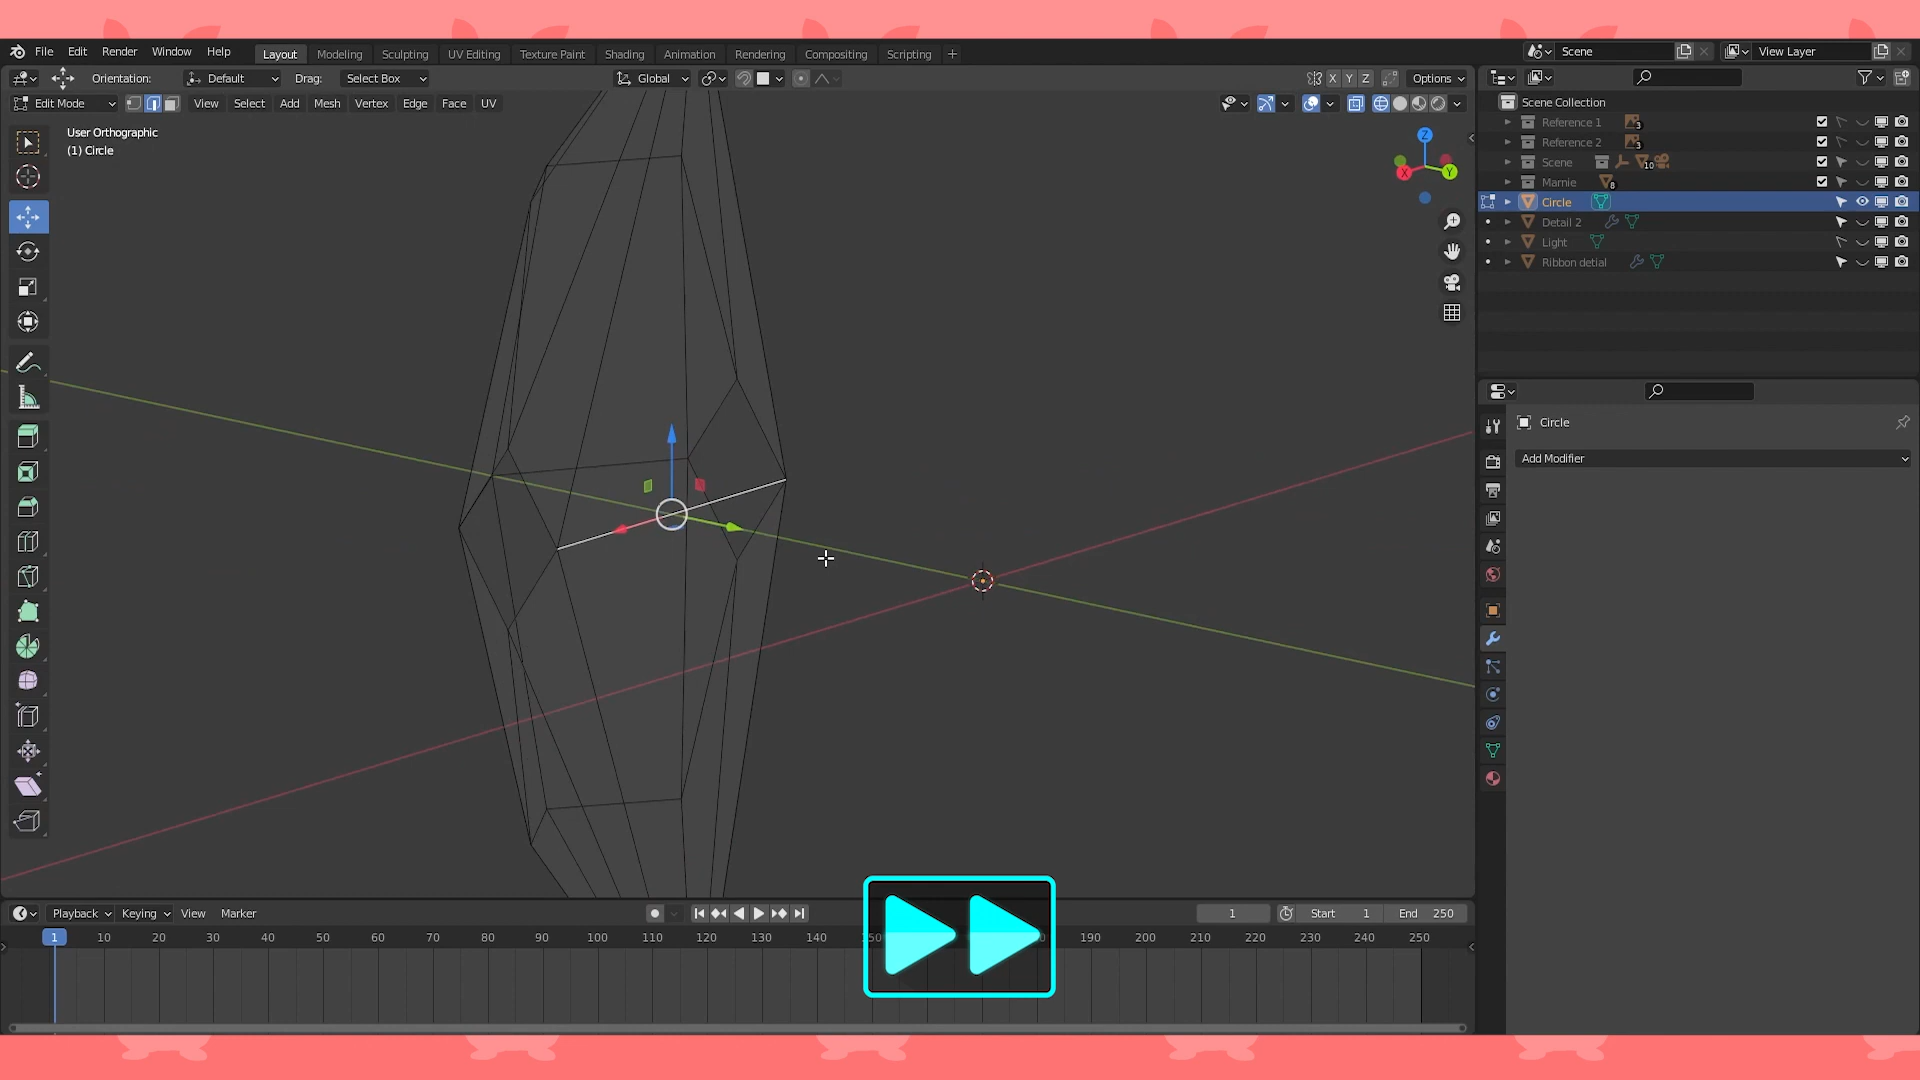 File Edit Render Window Help Layout Modeling Sculpting UV Editing Texture Paint Shading Animation Rendering Compositing Scripting + Scene View Layer
Orientation: Default Drag: Select Box Global X Y Z Options
Edit Mode View Select Add Mesh Vertex Edge Face UV
User Orthographic
(1) Circle
Z
X Y
Scene Collection
Reference 1 3
Reference 2 3
Scene 10
Marnie 8
Circle
Detail 2
Light
Ribbon detial
Circle
Add Modifier
Playback Keying View Marker 1 Start 1 End 250
1 10 20 30 40 50 60 70 80 90 100 110 120 130 140 190 200 210 220 230 240 250